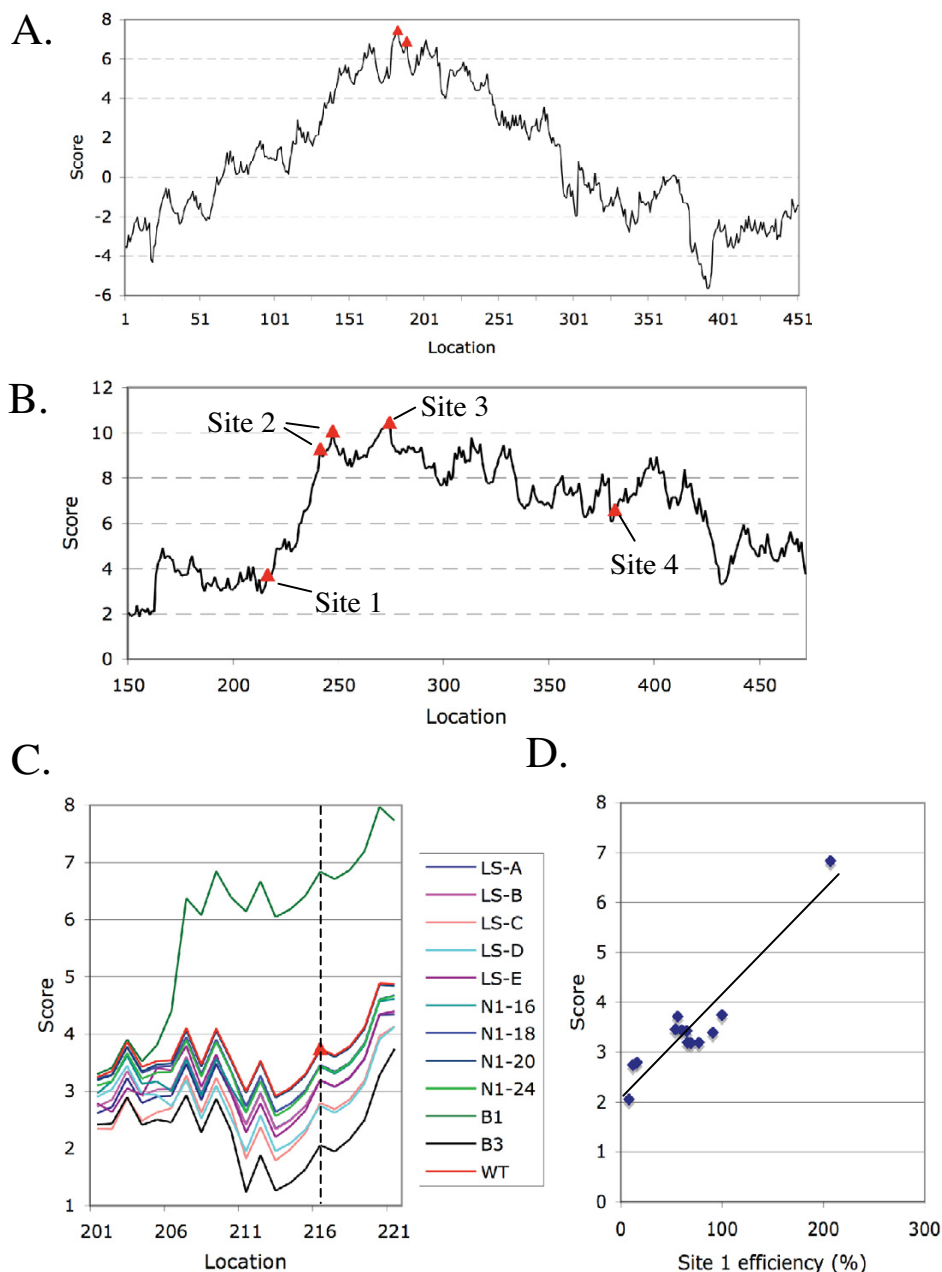 A.
8
6
4
2
0
-2
-4
-6
Score
1 51 101 151 201 251 301 351 401 451
Location
B.
12
10
8
6
4
2
0
Score
Site 2
Site 3
Site 1
Site 4
150 200 250 300 350 400 450
Location
C.
8
7
6
5
4
3
2
1
Score
201 206 211 216 221
Location
LS-A
LS-B
LS-C
LS-D
LS-E
N1-16
N1-18
N1-20
N1-24
B1
B3
WT
D.
8
7
6
5
4
3
2
1
0
Score
0 100 200 300
Site 1 efficiency (%)